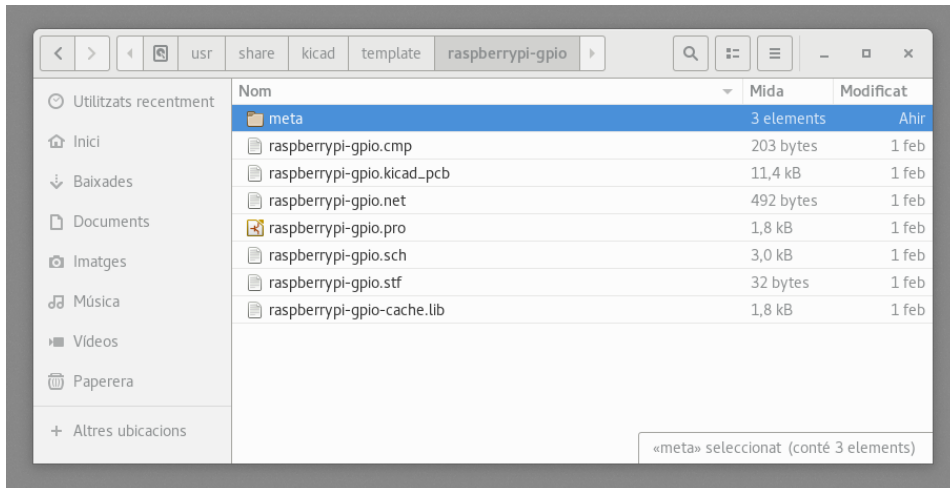 usr share kicad template raspberrypi-gpio
Utilitzats recentment
Inici
Baixades
Documents
Imatges
Música
Vídeos
Paperera
Altres ubicacions
Nom Mida Modificat
meta 3 elements Ahir
raspberrypi-gpio.cmp 203 bytes 1 feb
raspberrypi-gpio.kicad_pcb 11,4 kB 1 feb
raspberrypi-gpio.net 492 bytes 1 feb
raspberrypi-gpio.pro 1,8 kB 1 feb
raspberrypi-gpio.sch 3,0 kB 1 feb
raspberrypi-gpio.stf 32 bytes 1 feb
raspberrypi-gpio-cache.lib 1,8 kB 1 feb
«meta» seleccionat (conté 3 elements)